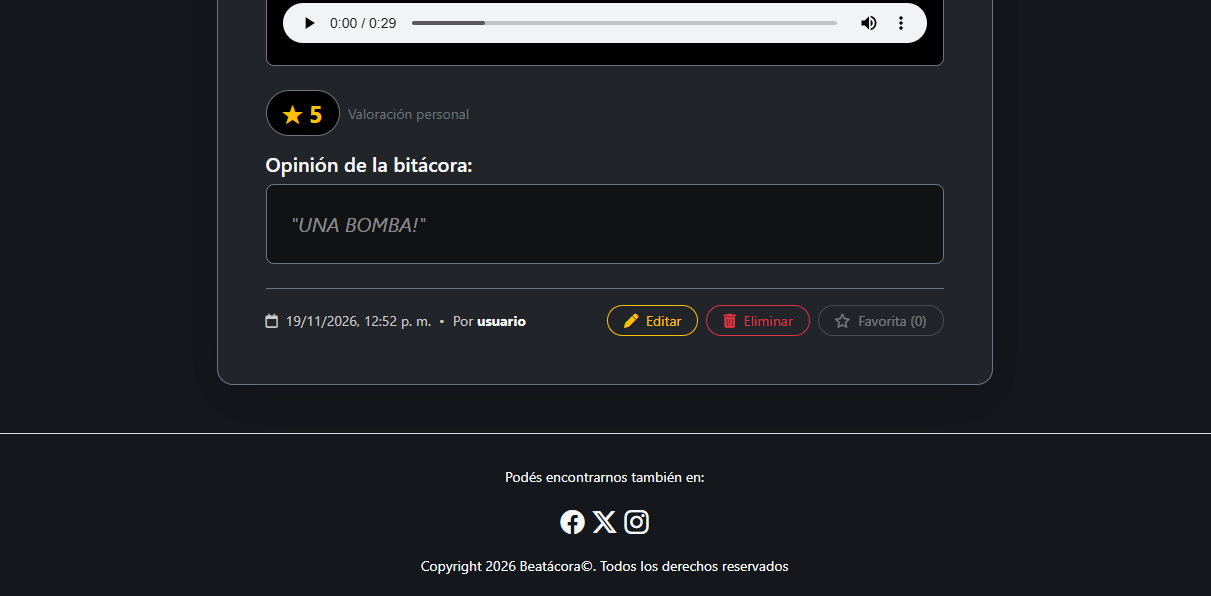 0:00 / 0:29
5 Valoración personal
Opinión de la bitácora:
"UNA BOMBA!"
19/11/2026, 12:52 p. m. • Por usuario Editar Eliminar Favorita (0)
Podés encontrarnos también en:
Copyright 2026 Beatácora©. Todos los derechos reservados